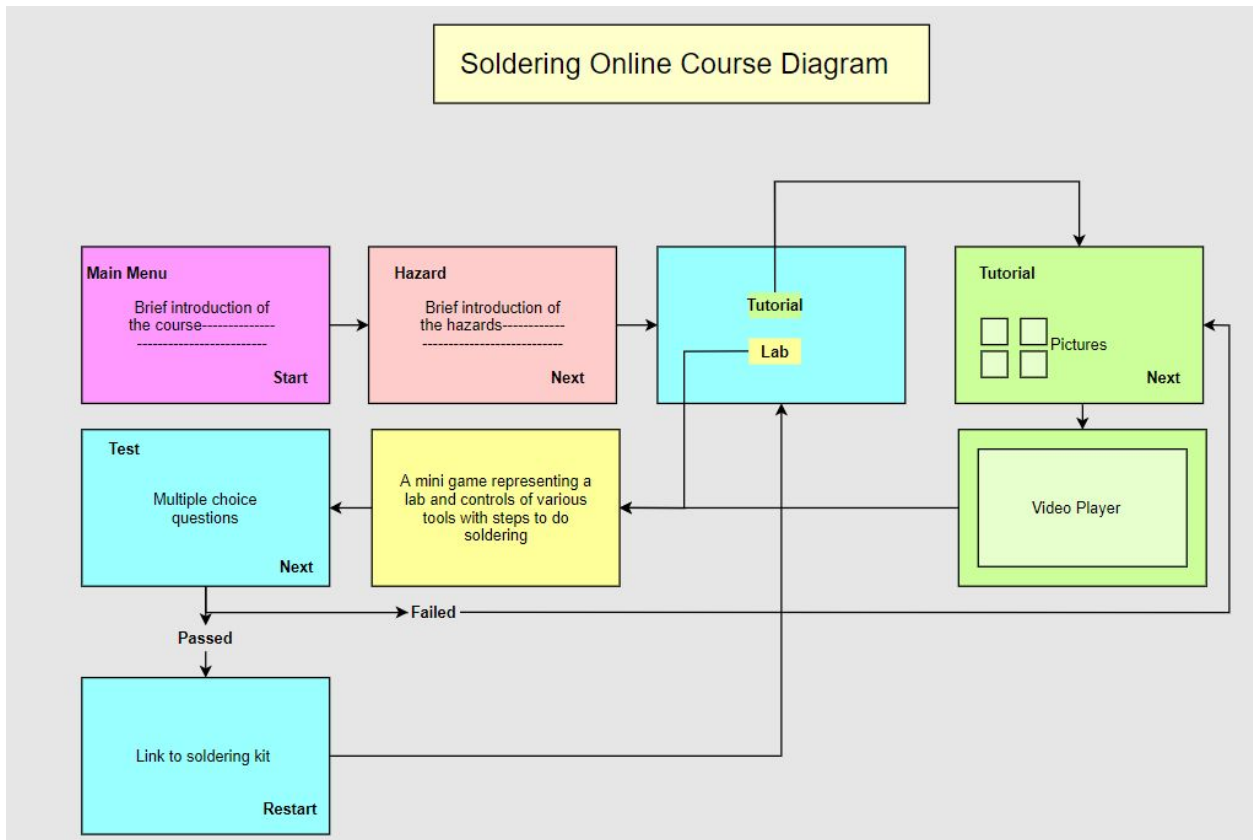 Soldering Online Course Diagram
Main Menu
Brief introduction of
the course--------------
-------------------------
Start
Hazard
Brief introduction of
the hazards------------
---------------------------
Next
Tutorial
Lab
Tutorial
Pictures
Next
Test
Multiple choice
questions
Next
A mini game representing a
lab and controls of various
tools with steps to do
soldering
Video Player
Failed
Passed
Link to soldering kit
Restart